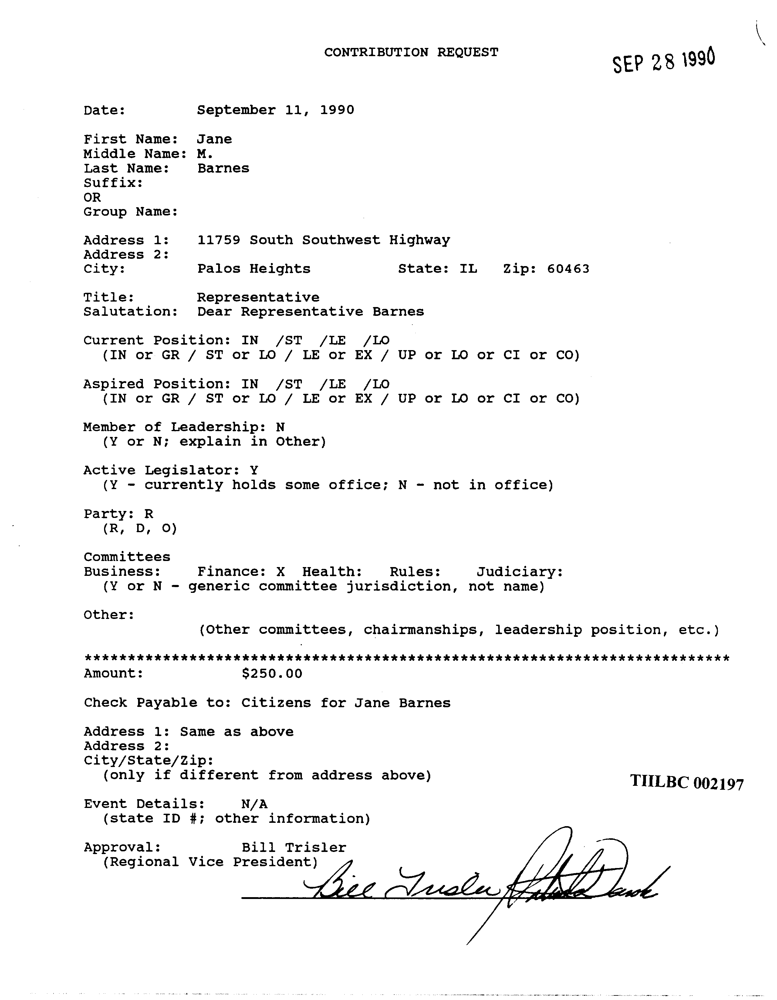 CONTRIBUTION REQUEST
SEP 28 1990
Date: September 11, 1990
First Name: Jane
Middle Name: M.
Last Name: Barnes
Suffix:
OR
Group Name:
Address 1: 11759 South Southwest Highway
Address 2:
City: Palos Heights State: IL Zip: 60463
Title: Representative
Salutation: Dear Representative Barnes
Current Position: IN /ST /LE /LO
(IN or GR / ST or LO / LE or EX / UP or LO or CI or CO)
Aspired Position: IN /ST /LE /LO
(IN or GR / ST or LO / LE or EX / UP or LO or CI or CO)
Member of Leadership: N
(Y or N; explain in Other)
Active Legislator: Y
(Y - currently holds some office; N - not in office)
Party: R
(R, D, O)
Committees
Business: Finance: X Health: Rules: Judiciary:
(Y or N - generic committee jurisdiction, not name)
Other:
(Other committees, chairmanships, leadership position, etc.)
**************************************************************************
Amount: $250.00
Check Payable to: Citizens for Jane Barnes
Address 1: Same as above
Address 2:
City/State/Zip:
(only if different from address above)
TIILBC 002197
Event Details: N/A
(state ID #; other information)
Approval: Bill Trisler
(Regional Vice President)
Bill Trisler